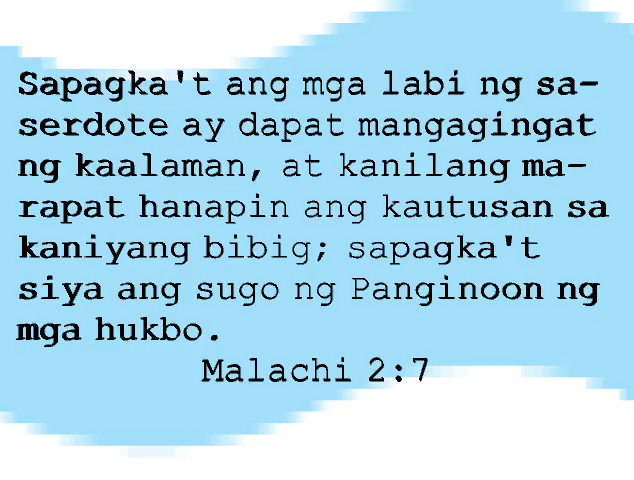 Sapagka't ang mga labi ng sa-
serdote ay dapat mangagingat
ng kaalaman, at kanilang ma-
rapat hanapin ang kautusan sa
kaniyang bibig; sapagka't
siya ang sugo ng Panginoon ng
mga hukbo.
Malachi 2:7